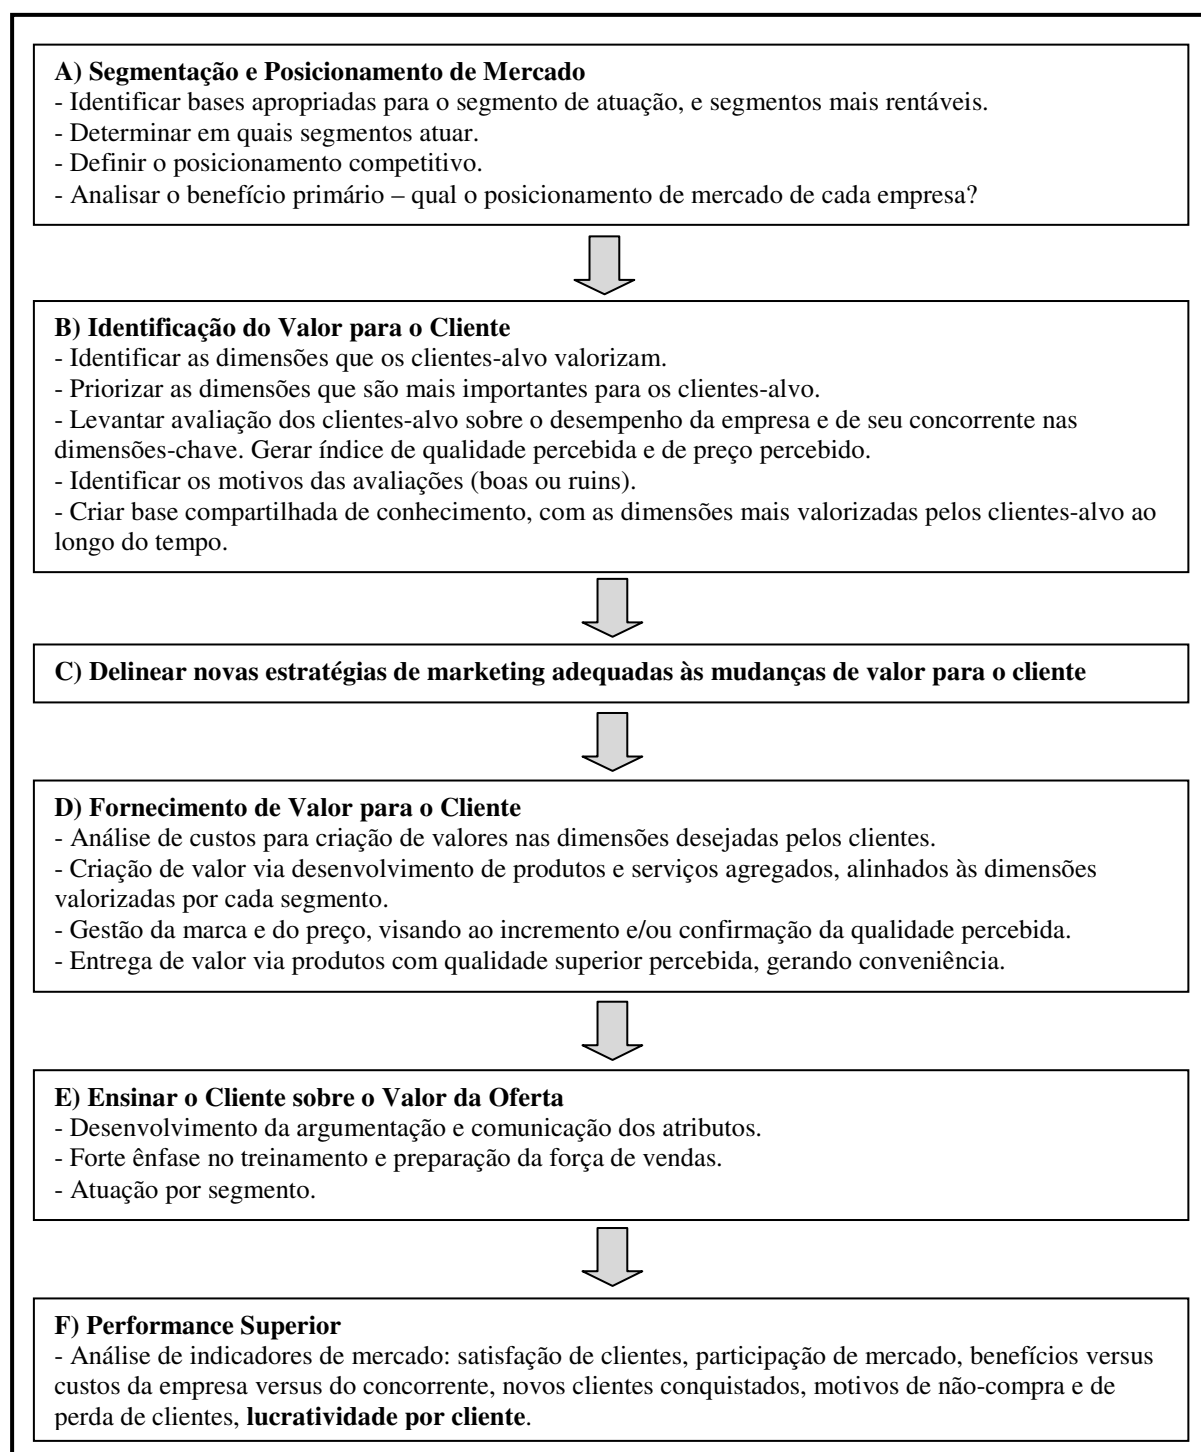 A) Segmentação e Posicionamento de Mercado
- Identificar bases apropriadas para o segmento de atuação, e segmentos mais rentáveis.
- Determinar em quais segmentos atuar.
- Definir o posicionamento competitivo.
- Analisar o benefício primário – qual o posicionamento de mercado de cada empresa?
B) Identificação do Valor para o Cliente
- Identificar as dimensões que os clientes-alvo valorizam.
- Priorizar as dimensões que são mais importantes para os clientes-alvo.
- Levantar avaliação dos clientes-alvo sobre o desempenho da empresa e de seu concorrente nas
dimensões-chave. Gerar índice de qualidade percebida e de preço percebido.
- Identificar os motivos das avaliações (boas ou ruins).
- Criar base compartilhada de conhecimento, com as dimensões mais valorizadas pelos clientes-alvo ao
longo do tempo.
C) Delinear novas estratégias de marketing adequadas às mudanças de valor para o cliente
D) Fornecimento de Valor para o Cliente
- Análise de custos para criação de valores nas dimensões desejadas pelos clientes.
- Criação de valor via desenvolvimento de produtos e serviços agregados, alinhados às dimensões
valorizadas por cada segmento.
- Gestão da marca e do preço, visando ao incremento e/ou confirmação da qualidade percebida.
- Entrega de valor via produtos com qualidade superior percebida, gerando conveniência.
E) Ensinar o Cliente sobre o Valor da Oferta
- Desenvolvimento da argumentação e comunicação dos atributos.
- Forte ênfase no treinamento e preparação da força de vendas.
- Atuação por segmento.
F) Performance Superior
- Análise de indicadores de mercado: satisfação de clientes, participação de mercado, benefícios versus
custos da empresa versus do concorrente, novos clientes conquistados, motivos de não-compra e de
perda de clientes, lucratividade por cliente.